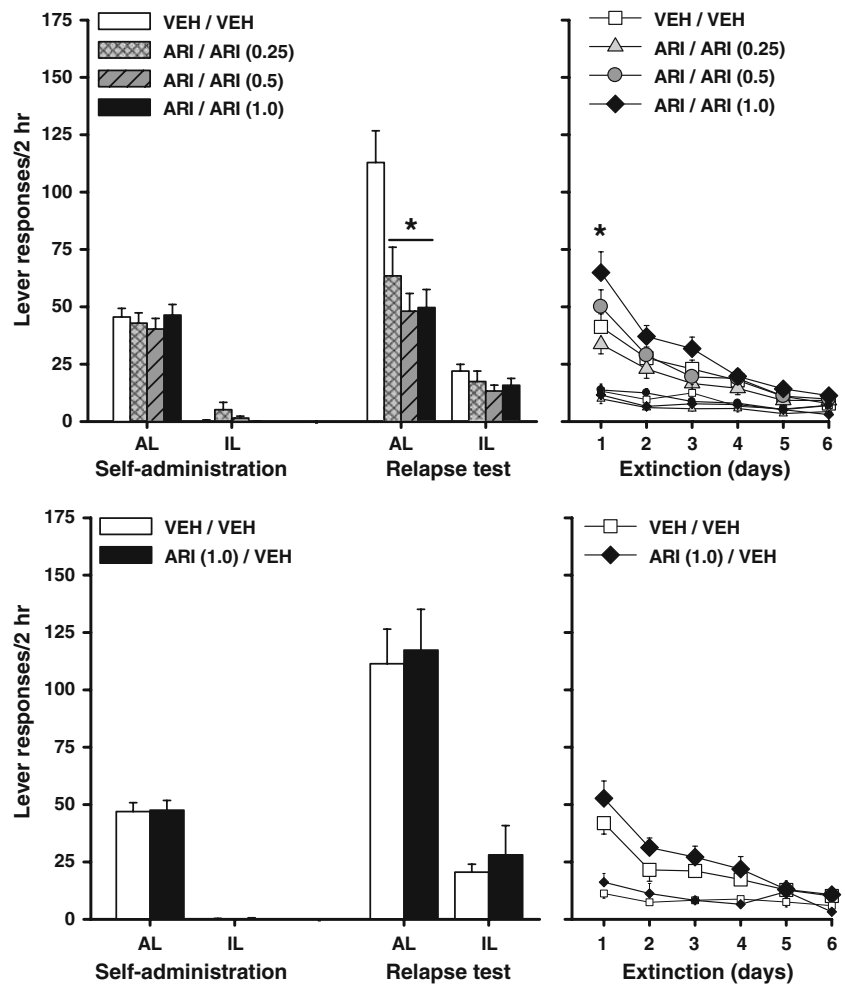 175
150
125
100
75
50
25
0
Lever responses/2 hr
VEH / VEH
ARI / ARI (0.25)
ARI / ARI (0.5)
ARI / ARI (1.0)
*
AL IL AL IL
Self-administration Relapse test
VEH / VEH
ARI / ARI (0.25)
ARI / ARI (0.5)
ARI / ARI (1.0)
*
1 2 3 4 5 6
Extinction (days)
175
150
125
100
75
50
25
0
Lever responses/2 hr
VEH / VEH
ARI (1.0) / VEH
AL IL AL IL
Self-administration Relapse test
VEH / VEH
ARI (1.0) / VEH
1 2 3 4 5 6
Extinction (days)